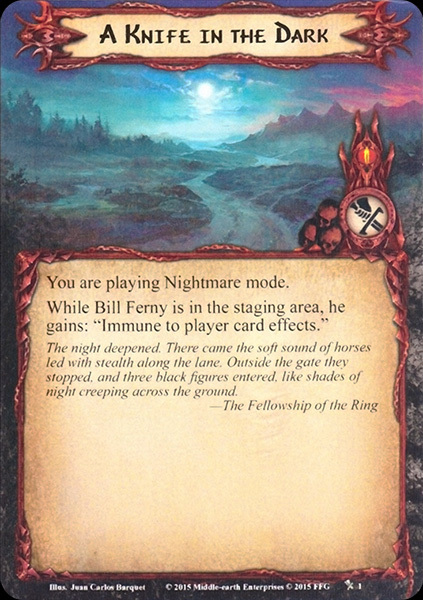 A Knife in the Dark
You are playing Nightmare mode.
While Bill Ferny is in the staging area, he
gains: “Immune to player card effects.”
The night deepened. There came the soft sound of horses
led with stealth along the lane. Outside the gate they
stopped, and three black figures entered, like shades of
night creeping across the ground.
—The Fellowship of the Ring
Illus. Juan Carlos Barquet © 2015 Middle-earth Enterprises © 2015 FFG 1